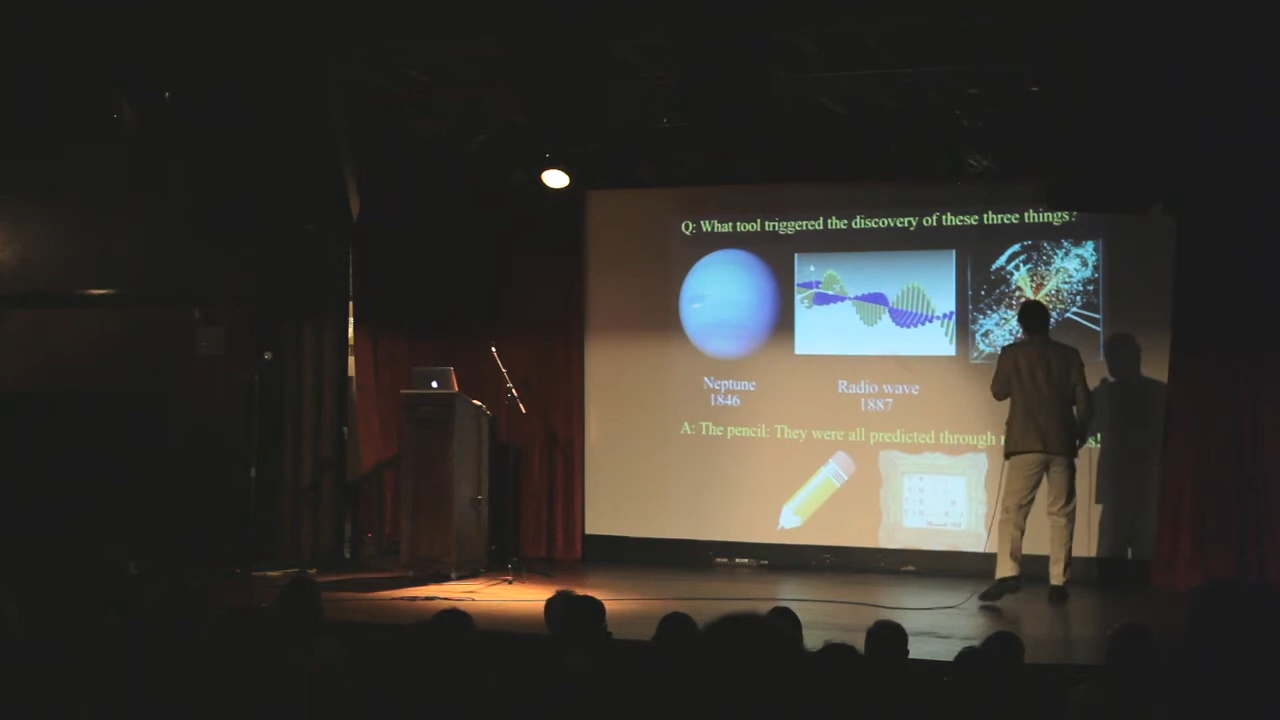 Q: What tool triggered the discovery of these three things?
Neptune
1846
Radio wave
1887
A: The pencil: They were all predicted through